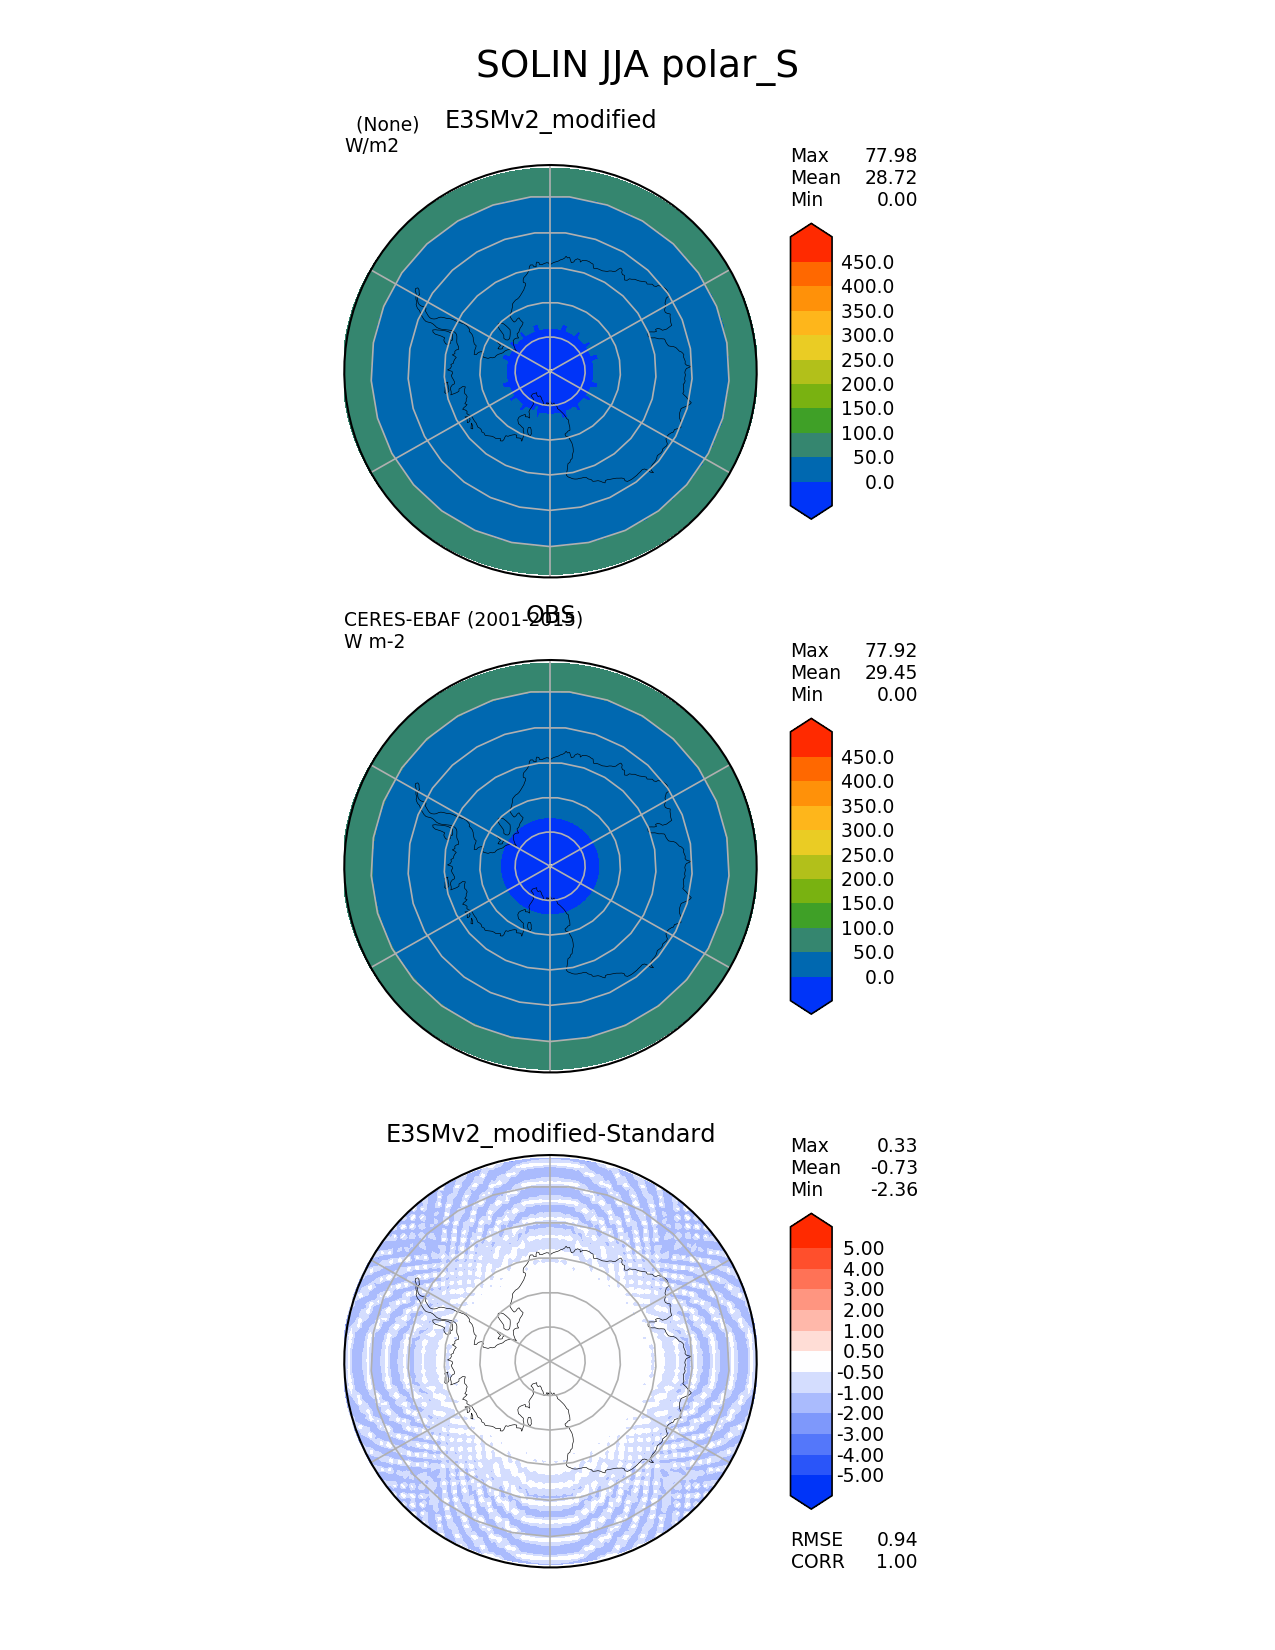 SOLIN JJA polar_S
E3SMv2_modified
(None)
W/m2
Max 77.98
Mean 28.72
Min 0.00
450.0
400.0
350.0
300.0
250.0
200.0
150.0
100.0
50.0
0.0
OBS
CERES-EBAF (2001-2015)
W m-2
Max 77.92
Mean 29.45
Min 0.00
450.0
400.0
350.0
300.0
250.0
200.0
150.0
100.0
50.0
0.0
E3SMv2_modified-Standard
Max 0.33
Mean -0.73
Min -2.36
5.00
4.00
3.00
2.00
1.00
0.50
-0.50
-1.00
-2.00
-3.00
-4.00
-5.00
RMSE 0.94
CORR 1.00